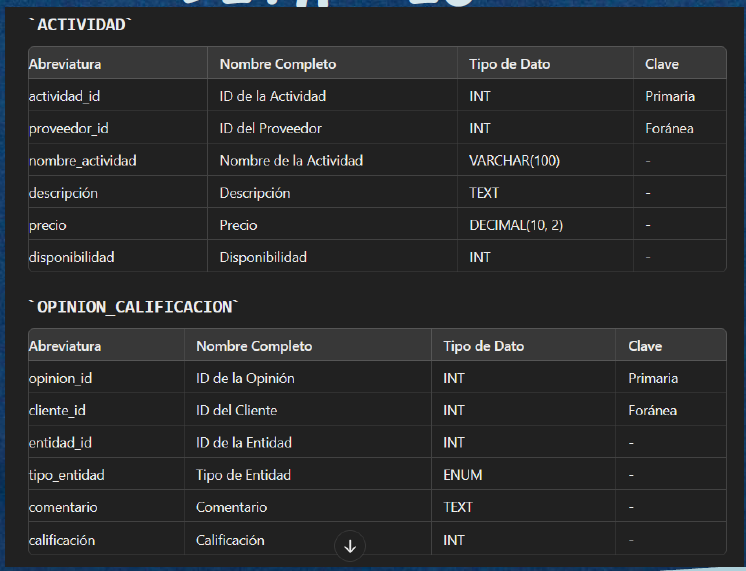 `ACTIVIDAD`
Abreviatura Nombre Completo Tipo de Dato Clave
actividad_id ID de la Actividad INT Primaria
proveedor_id ID del Proveedor INT Foránea
nombre_actividad Nombre de la Actividad VARCHAR(100) -
descripción Descripción TEXT -
precio Precio DECIMAL(10, 2) -
disponibilidad Disponibilidad INT -
`OPINION_CALIFICACION`
Abreviatura Nombre Completo Tipo de Dato Clave
opinion_id ID de la Opinión INT Primaria
cliente_id ID del Cliente INT Foránea
entidad_id ID de la Entidad INT -
tipo_entidad Tipo de Entidad ENUM -
comentario Comentario TEXT -
calificación Calificación INT -